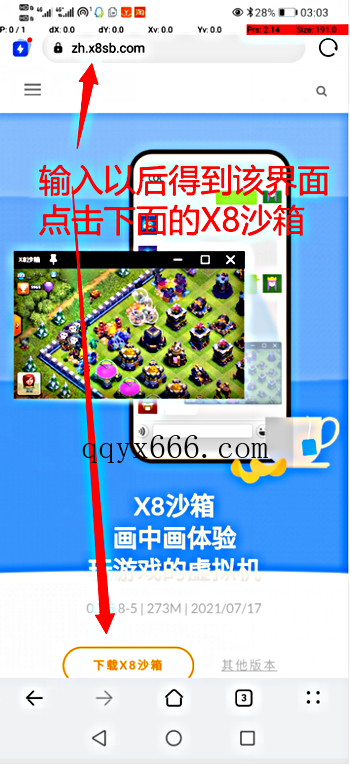 28% 03:03
P: 0 / 1 dX: 0.0 dY: 0.0 Xv: 0.0 Yv: 0.0 Prs: 2.14 Size: 191.0
zh.x8sb.com
输入以后得到该界面
点击下面的X8沙箱
X8沙箱
qqyx666.com
X8沙箱
画中画体验
玩游戏的虚拟机
8-5 | 273M | 2021/07/17
下载X8沙箱 其他版本
3